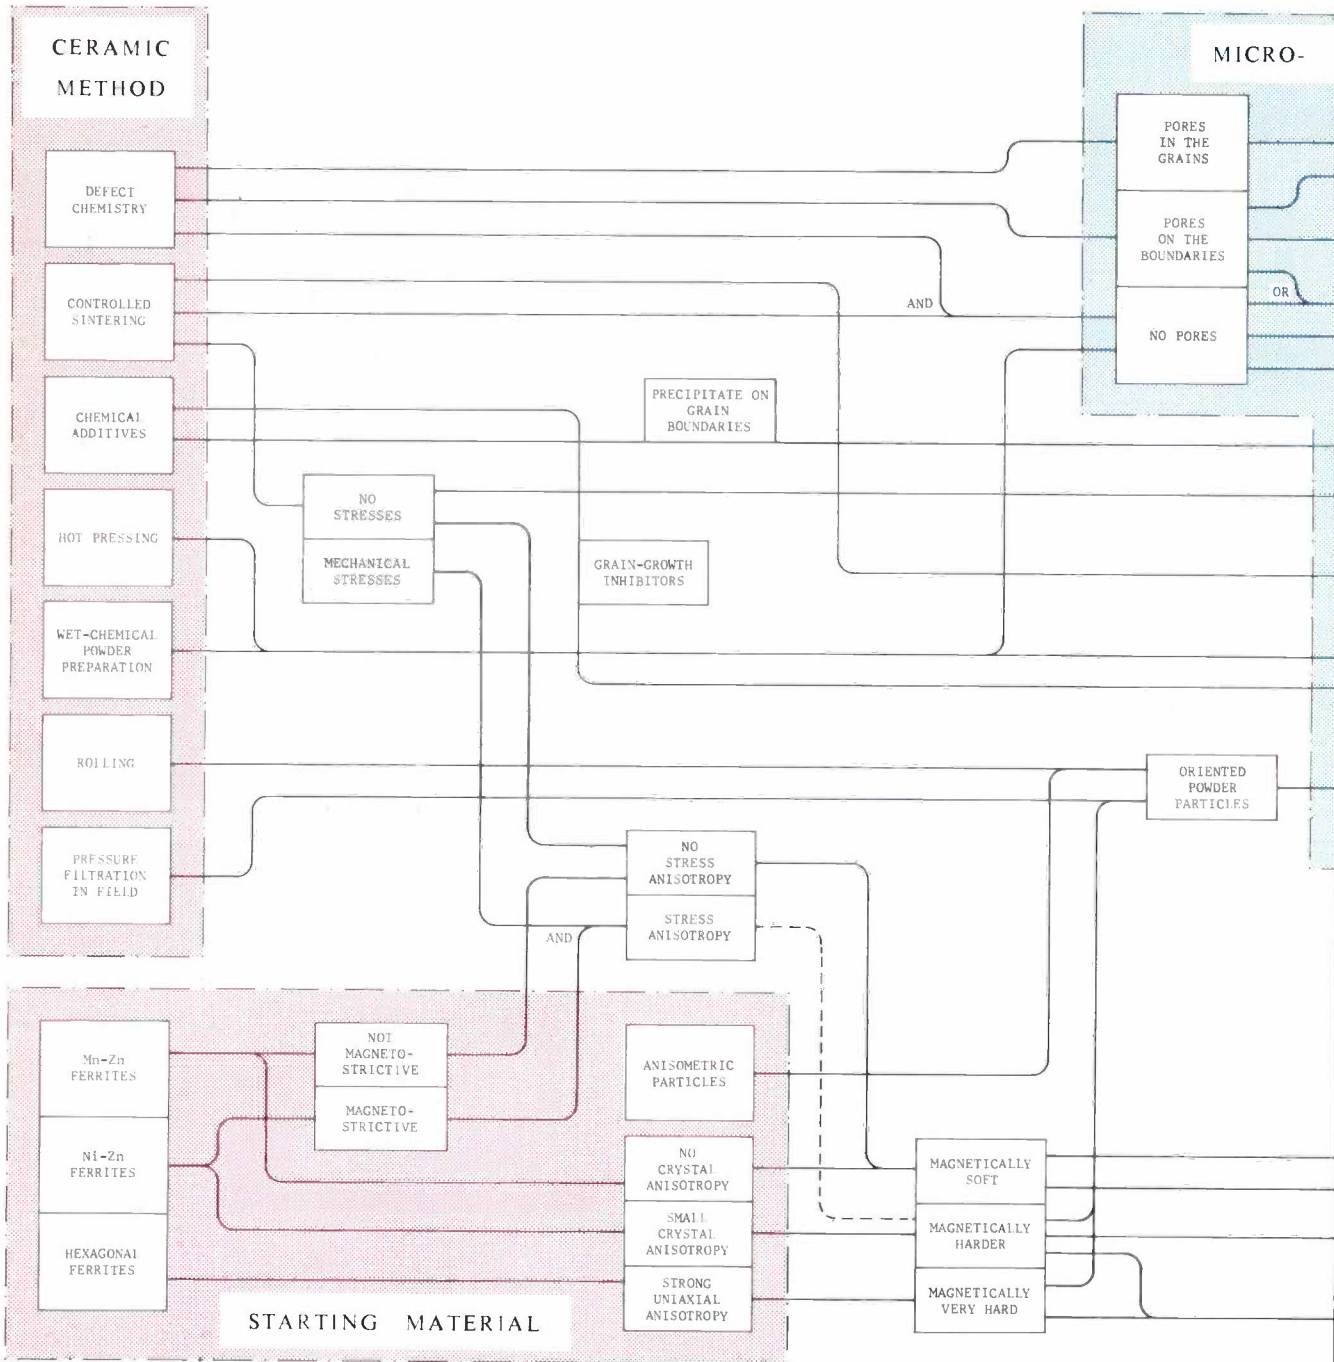 CERAMIC
METHOD
DEFECT
CHEMISTRY
CONTROLLED
SINTERING
CHEMICAL
ADDITIVES
HOT PRESSING
WET-CHEMICAL
POWDER
PREPARATION
ROLLING
PRESSURE
FILTRATION
IN FIELD
NO
STRESSES
MECHANICAL
STRESSES
PRECIPITATE ON
GRAIN
BOUNDARIES
GRAIN-GROWTH
INHIBITORS
AND
MICRO-
PORES
IN THE
GRAINS
PORES
ON THE
BOUNDARIES
NO PORES
OR
ORIENTED
POWDER
PARTICLES
NO
STRESS
ANISOTROPY
STRESS
ANISOTROPY
AND
Mn-Zn
FERRITES
Ni-Zn
FERRITES
HEXAGONAL
FERRITES
NOT
MAGNETO-
STRICTIVE
MAGNETO-
STRICTIVE
ANISOMETRIC
PARTICLES
NO
CRYSTAL
ANISOTROPY
SMALL
CRYSTAL
ANISOTROPY
STRONG
UNIAXIAL
ANISOTROPY
MAGNETICALLY
SOFT
MAGNETICALLY
HARDER
MAGNETICALLY
VERY HARD
STARTING MATERIAL